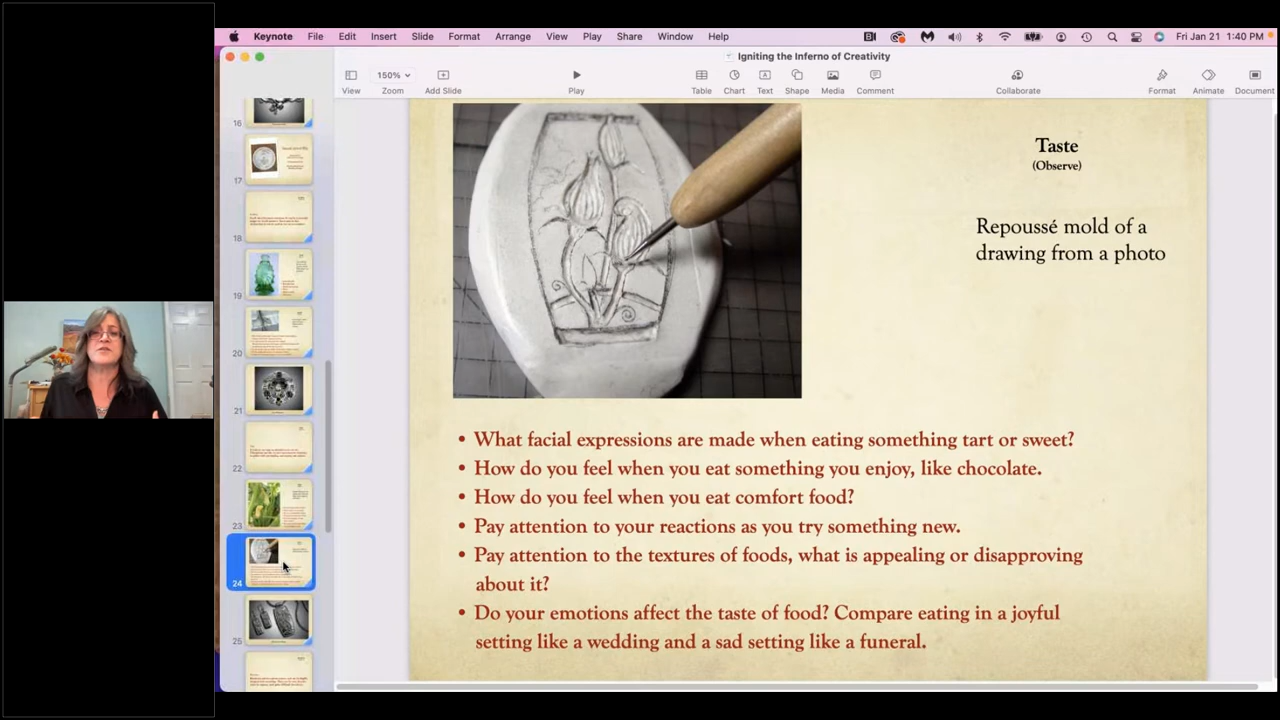 Keynote File Edit Insert Slide Format Arrange View Play Share Window Help Fri Jan 21 1:40 PM
Igniting the Inferno of Creativity
150%
View Zoom Add Slide Play Table Chart Text Shape Media Comment Collaborate Format Animate Document
16
17
18
19
20
21
22
23
24
25
Taste
(Observe)
Repoussé mold of a
drawing from a photo
• What facial expressions are made when eating something tart or sweet?
• How do you feel when you eat something you enjoy, like chocolate.
• How do you feel when you eat comfort food?
• Pay attention to your reactions as you try something new.
• Pay attention to the textures of foods, what is appealing or disapproving
about it?
• Do your emotions affect the taste of food? Compare eating in a joyful
setting like a wedding and a sad setting like a funeral.